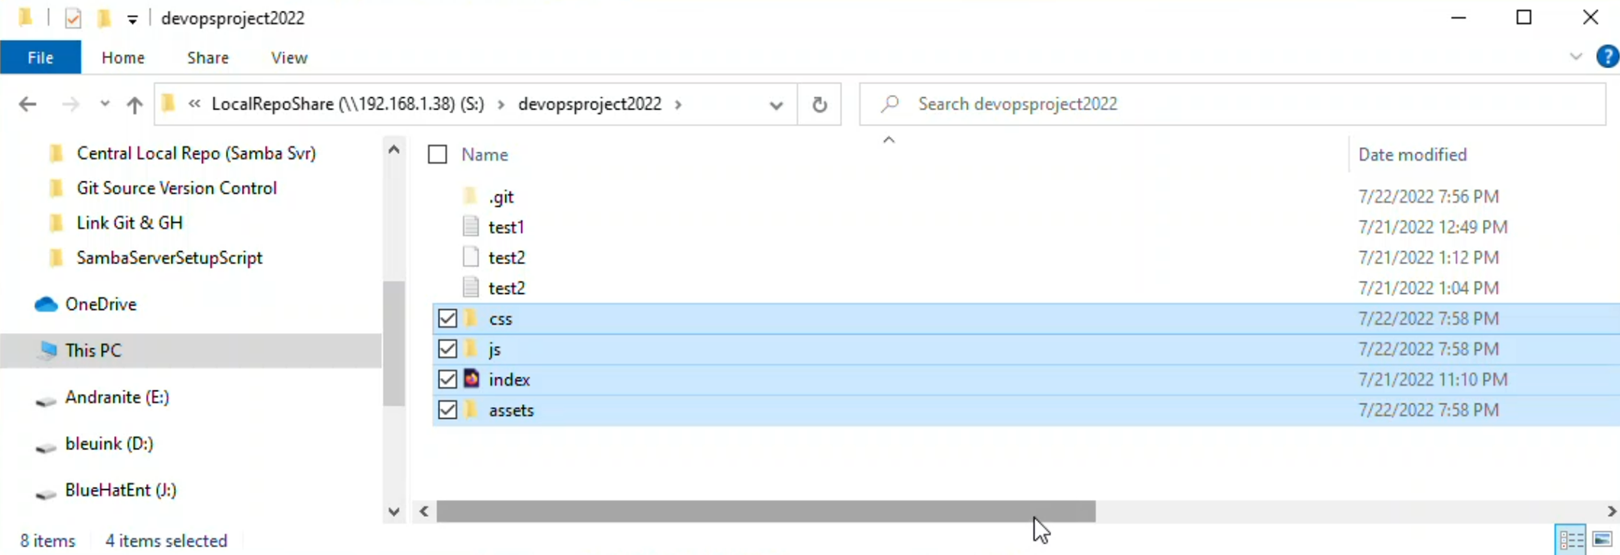 devopsproject2022
File Home Share View ?
« LocalRepoShare (\\192.168.1.38) (S:) › devopsproject2022 › Search devopsproject2022
Central Local Repo (Samba Svr)
Git Source Version Control
Link Git & GH
SambaServerSetupScript
OneDrive
This PC
Andranite (E:)
bleuink (D:)
BlueHatEnt (J:)
Name Date modified
.git 7/22/2022 7:56 PM
test1 7/21/2022 12:49 PM
test2 7/21/2022 1:12 PM
test2 7/21/2022 1:04 PM
css 7/22/2022 7:58 PM
js 7/22/2022 7:58 PM
index 7/21/2022 11:10 PM
assets 7/22/2022 7:58 PM
8 items 4 items selected